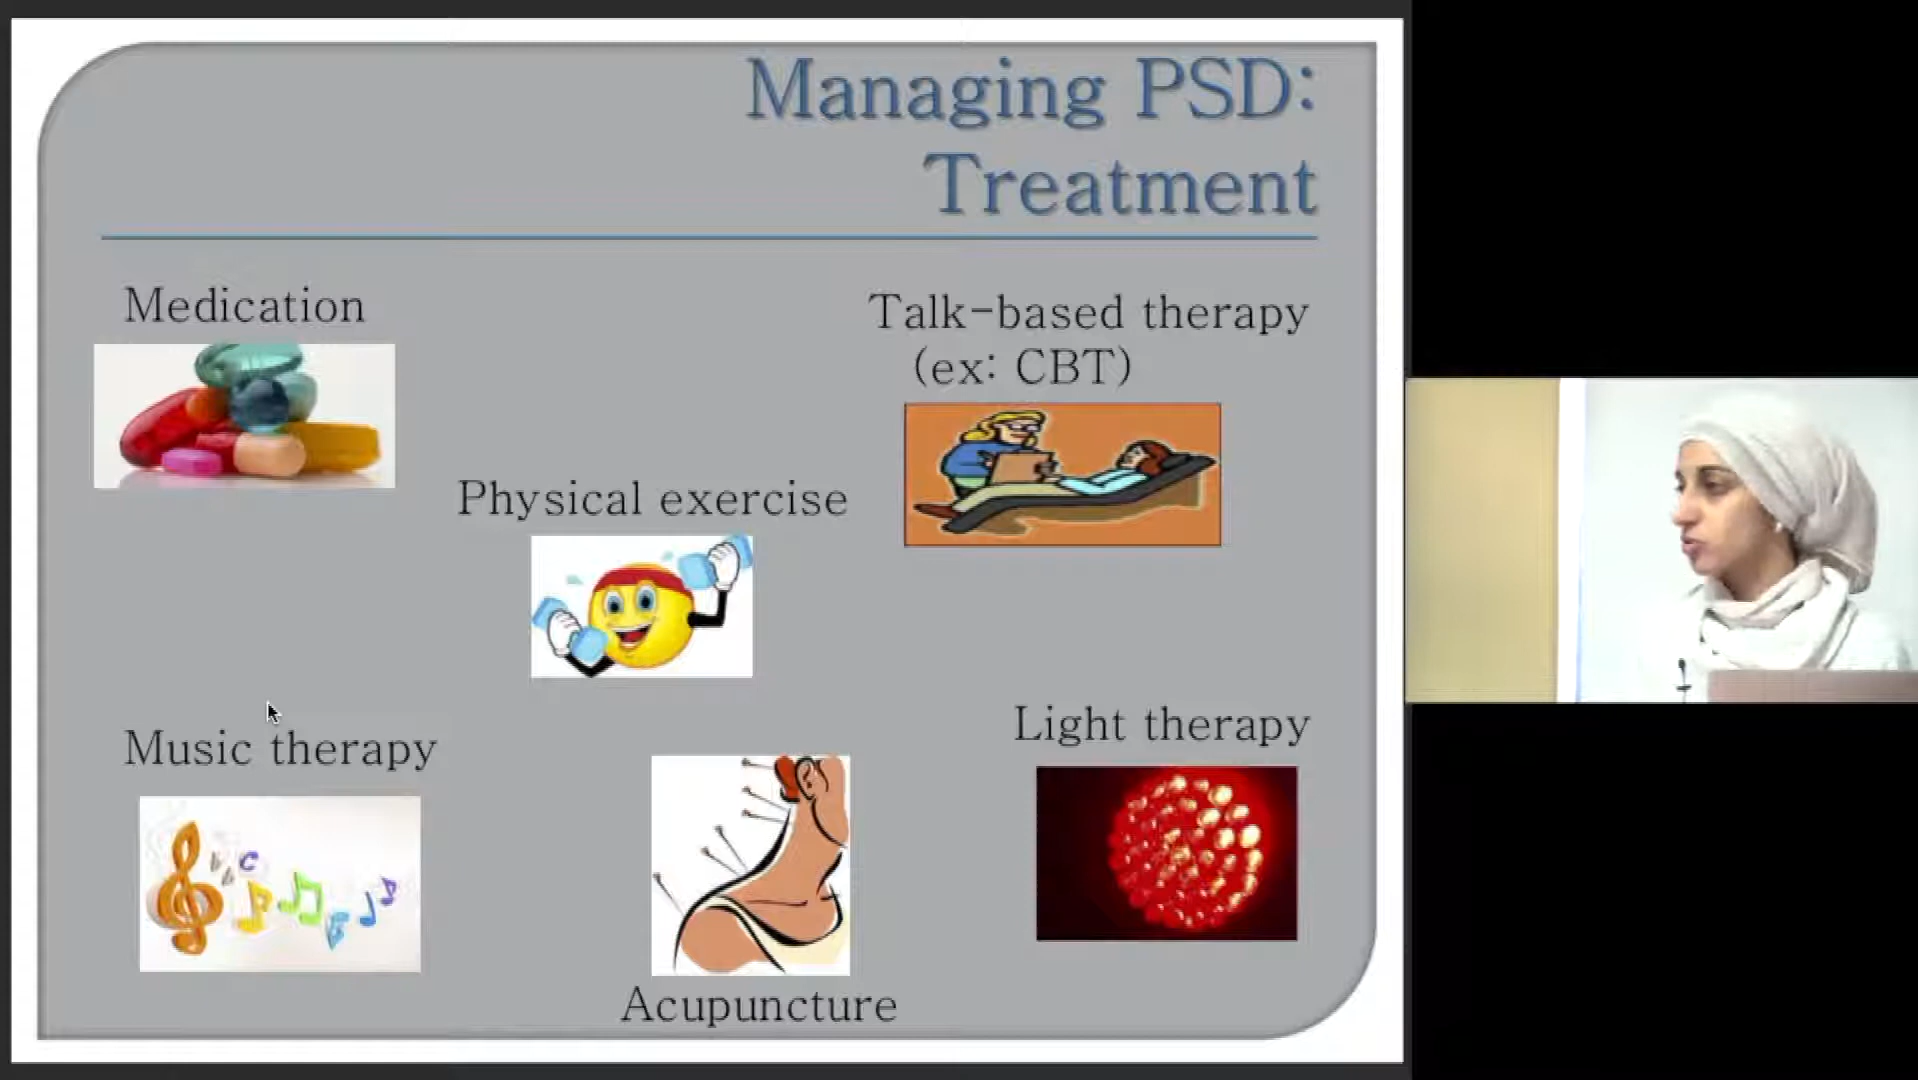 Managing PSD:
Treatment
Medication
Talk-based therapy
(ex: CBT)
Physical exercise
Music therapy
Light therapy
Acupuncture